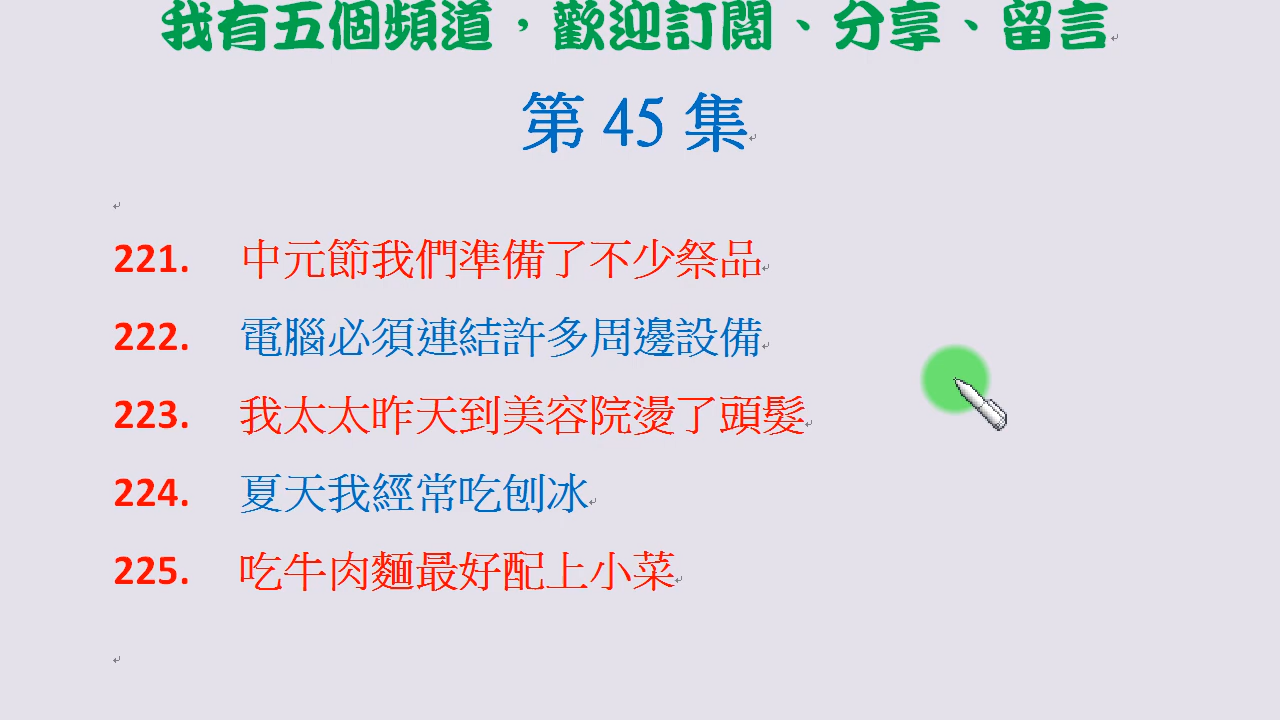 我有五個頻道，歡迎訂閱、分享、留言
第 45 集
221. 中元節我們準備了不少祭品
222. 電腦必須連結許多周邊設備
223. 我太太昨天到美容院燙了頭髮
224. 夏天我經常吃刨冰
225. 吃牛肉麵最好配上小菜